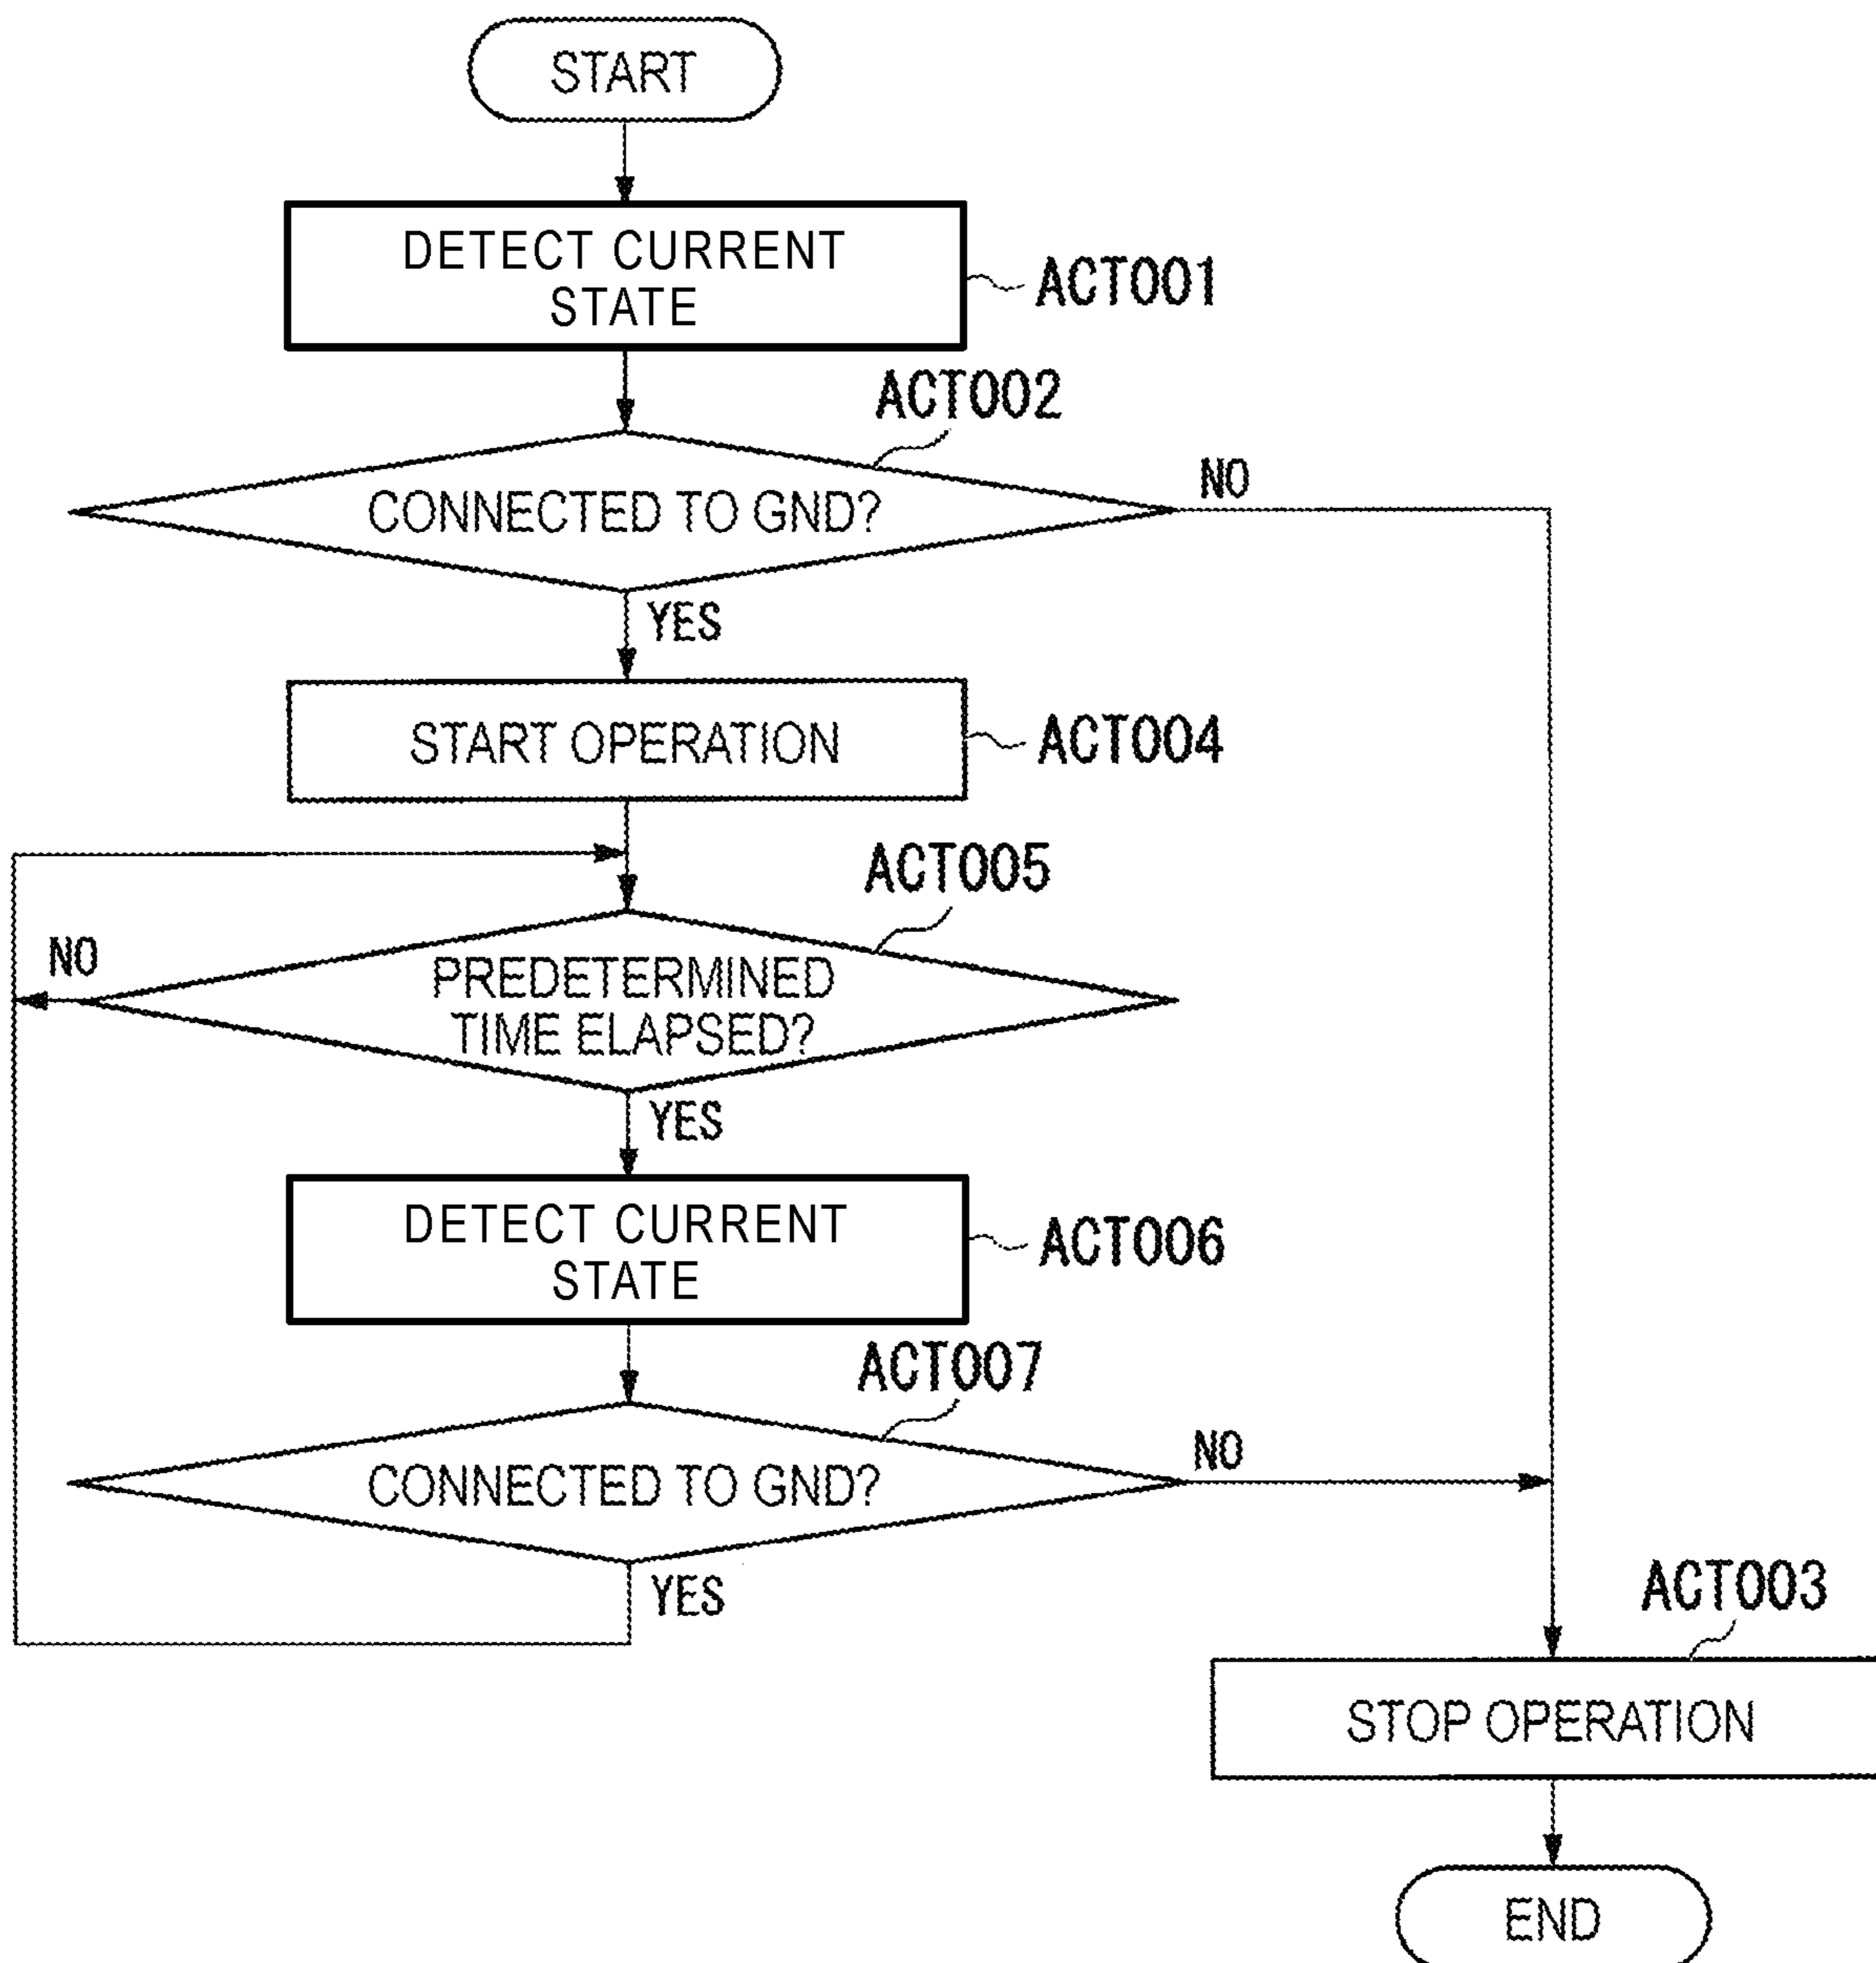 START
DETECT CURRENT
STATE
ACT001
ACT002
CONNECTED TO GND?
NO
YES
START OPERATION
ACT004
ACT005
NO
PREDETERMINED
TIME ELAPSED?
YES
DETECT CURRENT
STATE
ACT006
ACT007
CONNECTED TO GND?
NO
YES
ACT003
STOP OPERATION
END